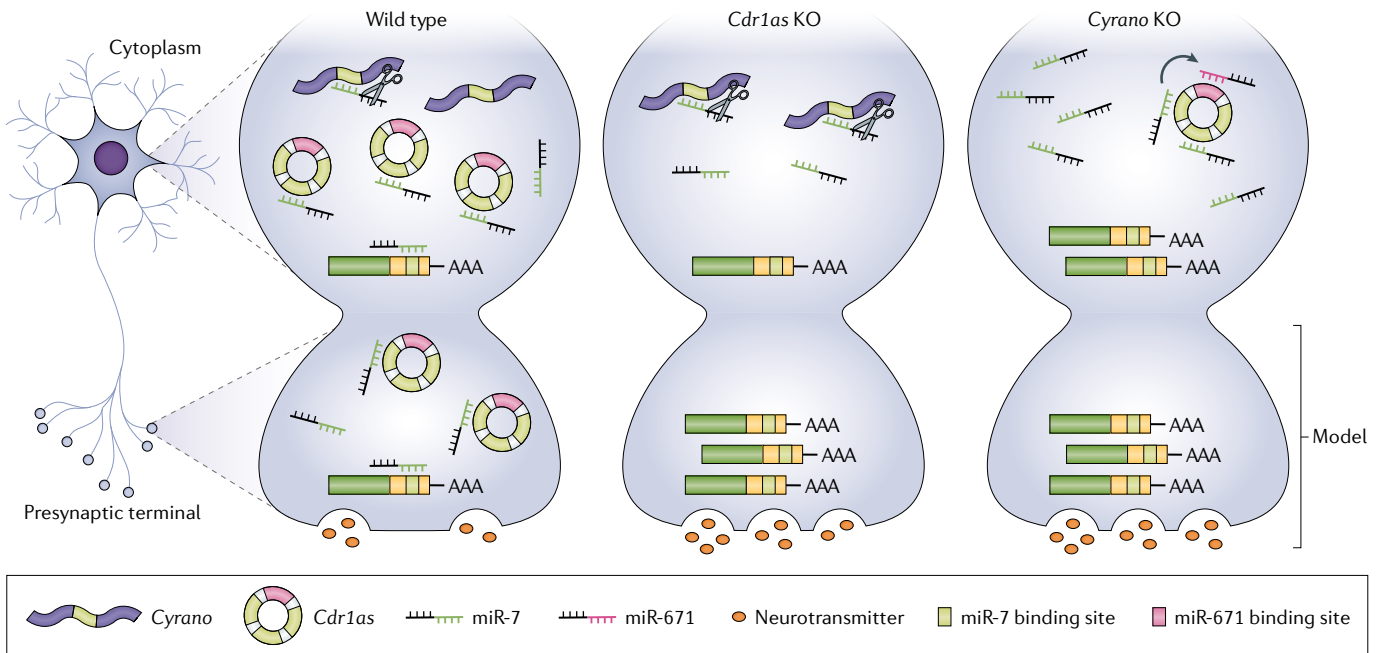 Wild type
Cdr1as KO
Cyrano KO
Cytoplasm
AAA
AAA
AAA
AAA
AAA
AAA
AAA
AAA
AAA
AAA
AAA
Model
Presynaptic terminal
Cyrano
Cdr1as
miR-7
miR-671
Neurotransmitter
miR-7 binding site
miR-671 binding site